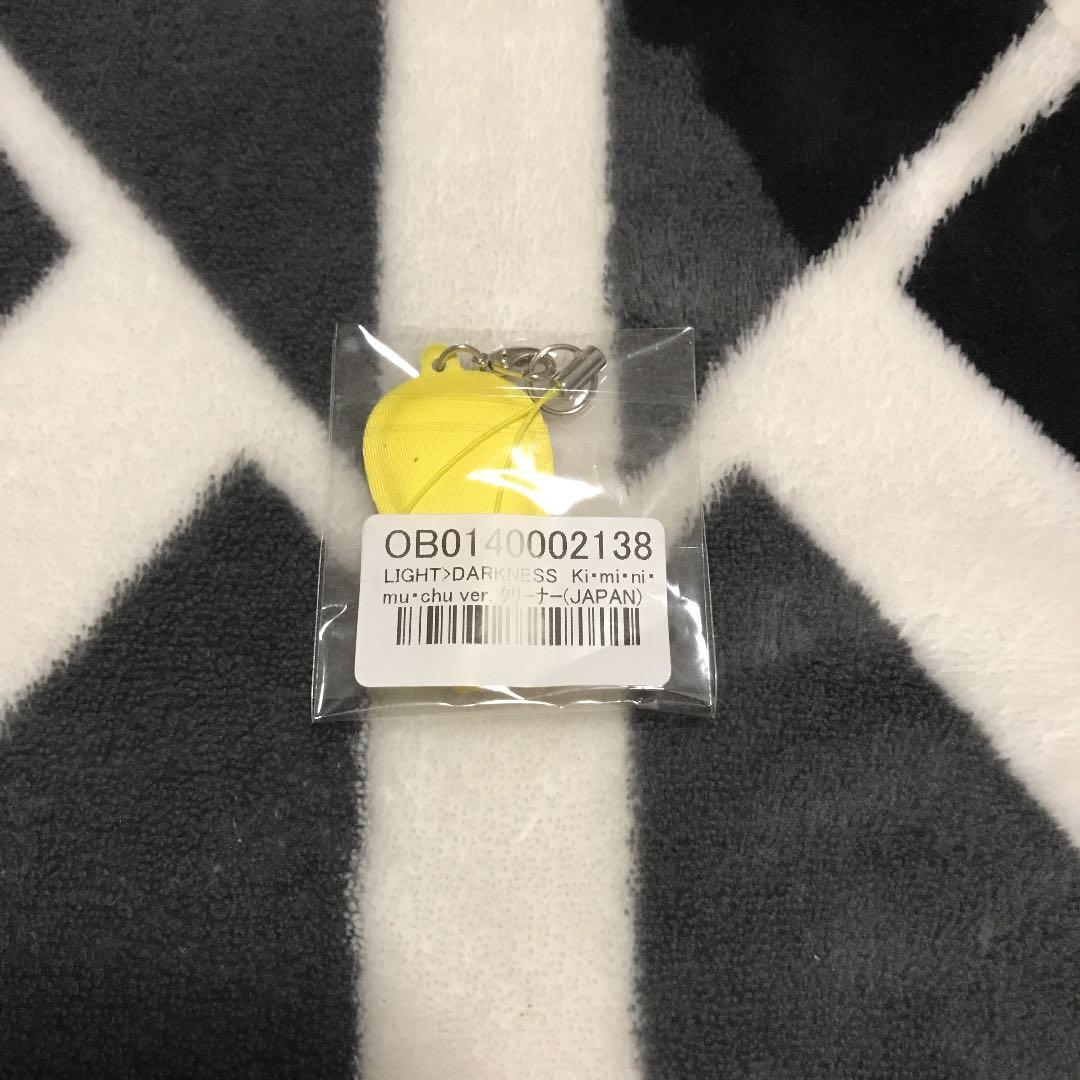 OB0140002138
LIGHT>DARKNESS Ki・mi・ni・
mu・chu ver. ｸﾘｰﾅｰ(JAPAN)